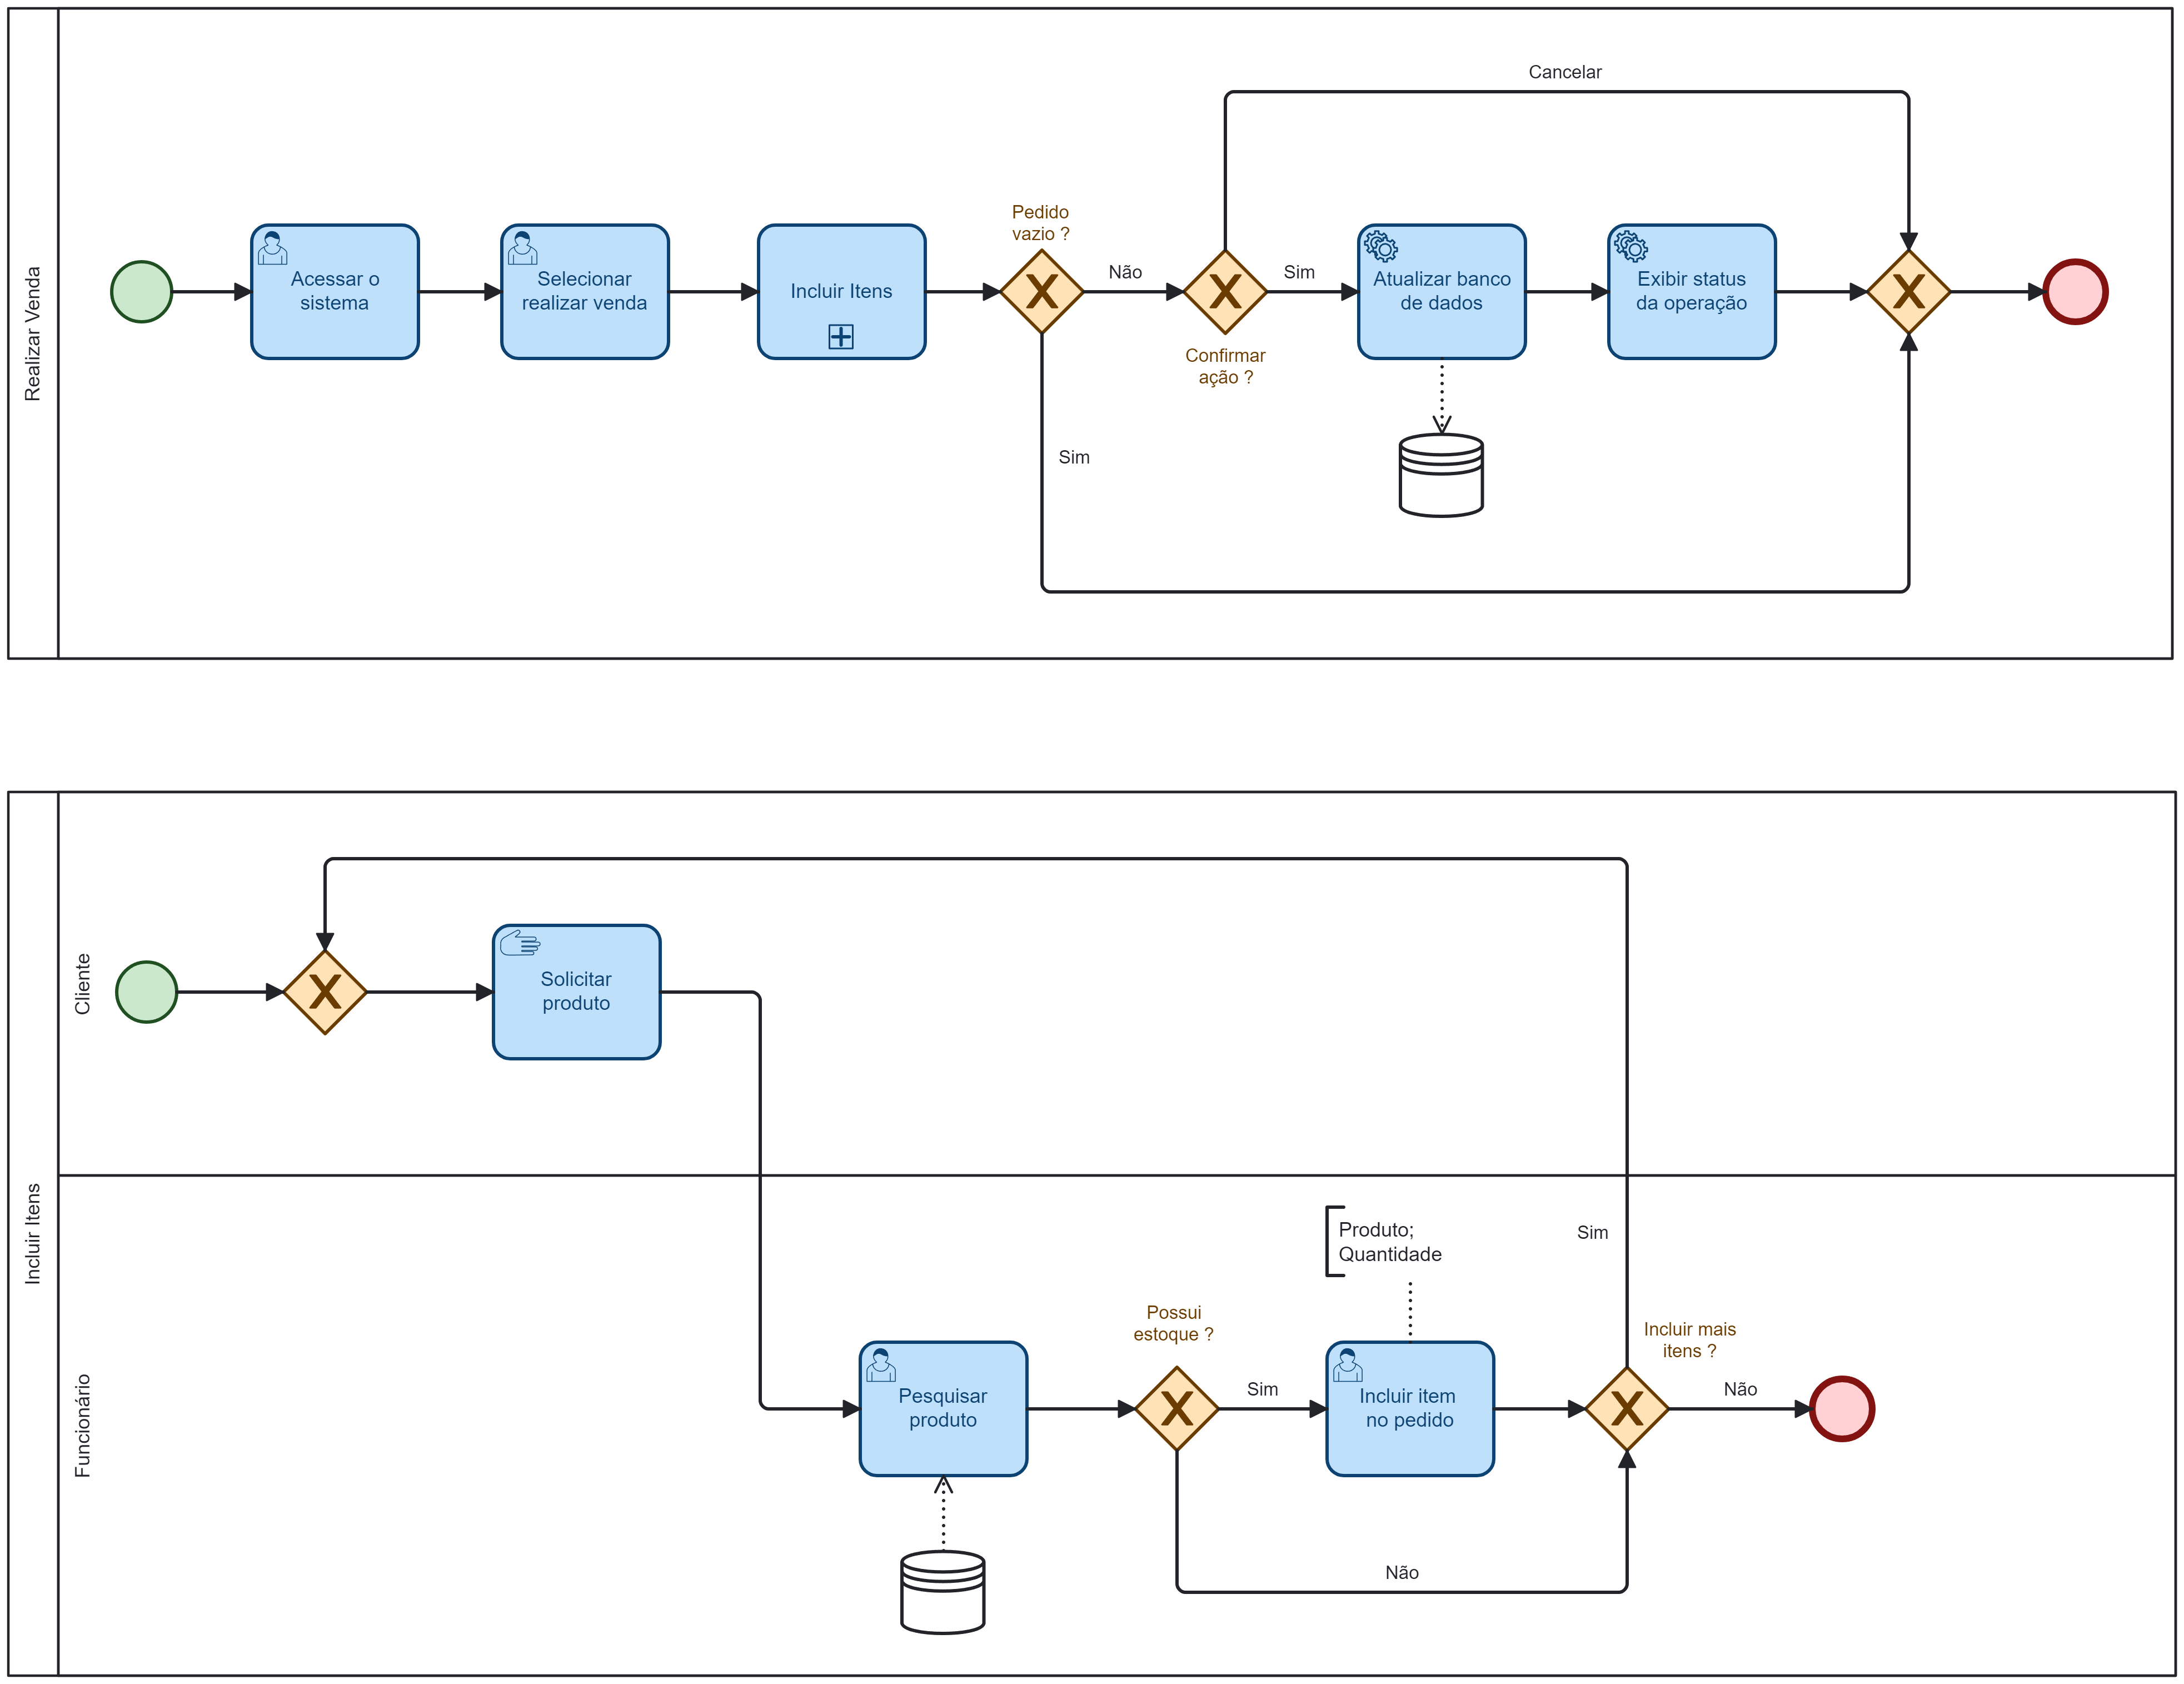 Realizar Venda
Cancelar
Acessar o
sistema
Selecionar
realizar venda
Incluir Itens
Pedido
vazio ?
Não
Sim
Confirmar
ação ?
Sim
Atualizar banco
de dados
Exibir status
da operação
Incluir Itens
Cliente
Solicitar
produto
Funcionário
Pesquisar
produto
Possui
estoque ?
Sim
Não
Produto;
Quantidade
Incluir item
no pedido
Sim
Incluir mais
itens ?
Não